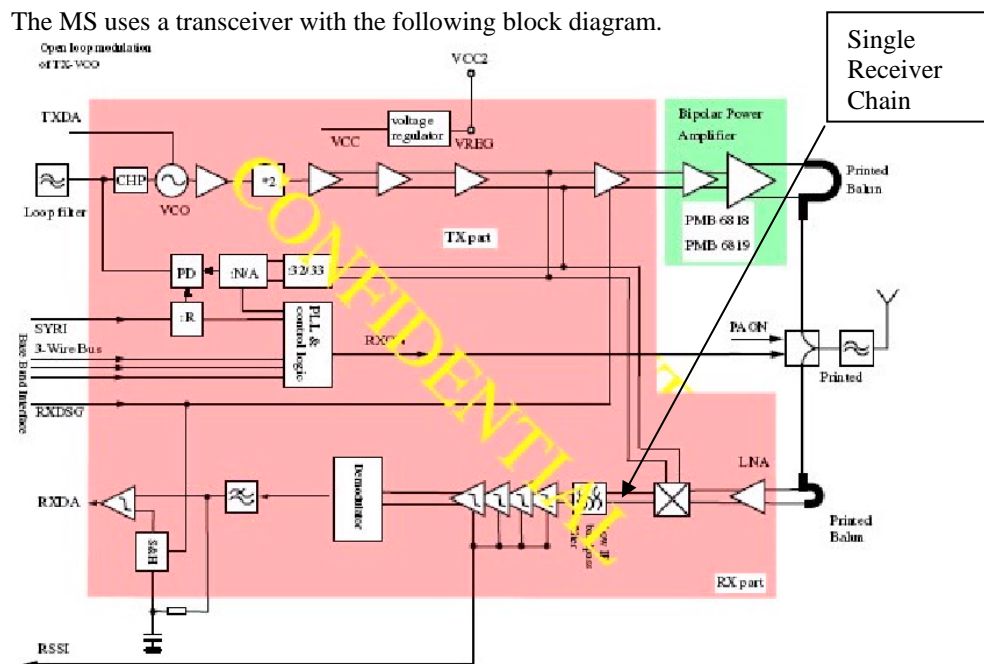 The MS uses a transceiver with the following block diagram.
Open loop modulation
of TX-VCO
Single
Receiver
Chain
VCC2
TXDA
voltage
regulator
VCC
VREG
Bipolar Power
Amplifier
CHP
*2
Loop filter
VCO
Printed
Balun
TX part
PMB 6818
PMB 6819
PD
:N/A
:32/33
:R
PLL &
control logic
SYRI
3-Wire Bus
Base Band Interface
PA ON
Printed
RXDSG
CONFIDENTIAL
LNA
RXDA
Demodulator
S&H
Printed
Balun
RX part
RSSI